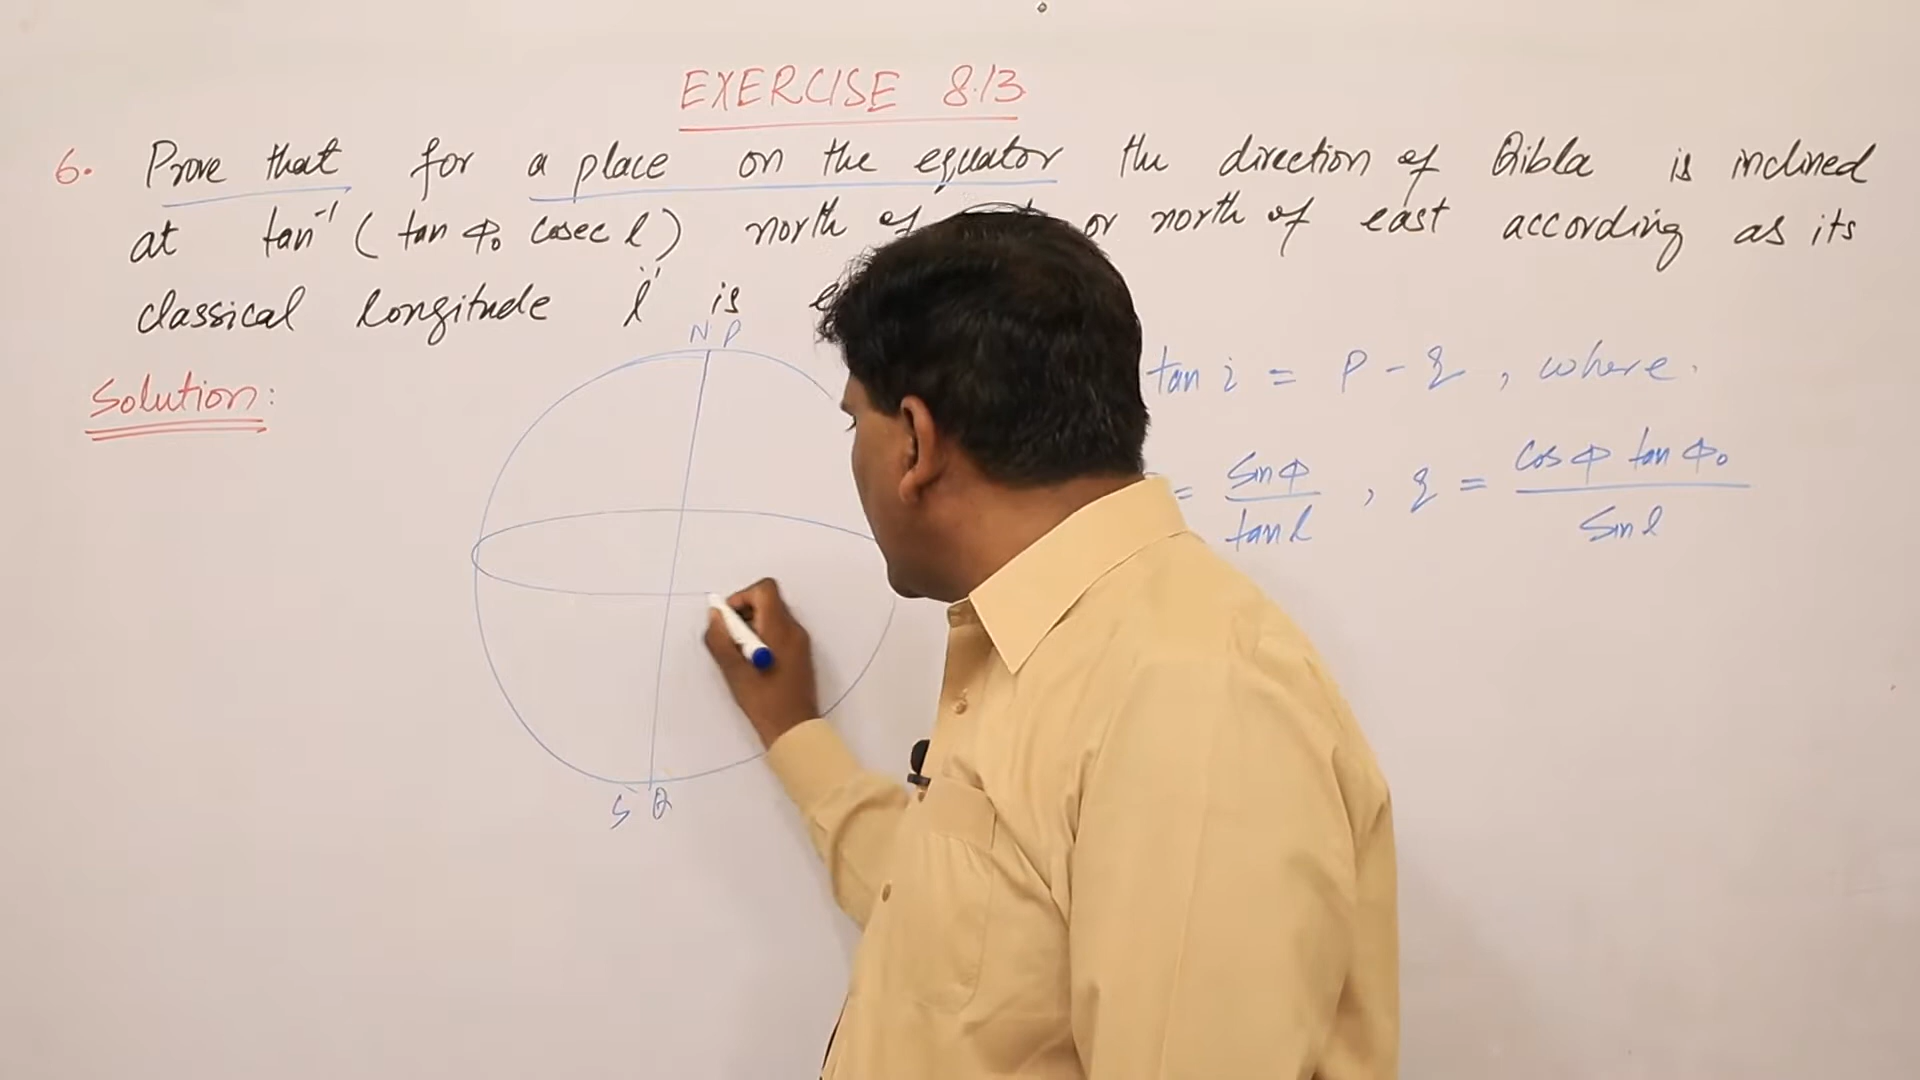 EXERCISE 8.13
6. Prove that for a place on the equator the direction of Qibla is inclined
at tan⁻¹ ( tan φ₀ cosec l ) north of or north of east according as its
classical longitude 'l' is
N P
Solution:
tan i = P - q , where.
= sin φ / tan l , q = cos φ tan φ₀ / sin l
S Q